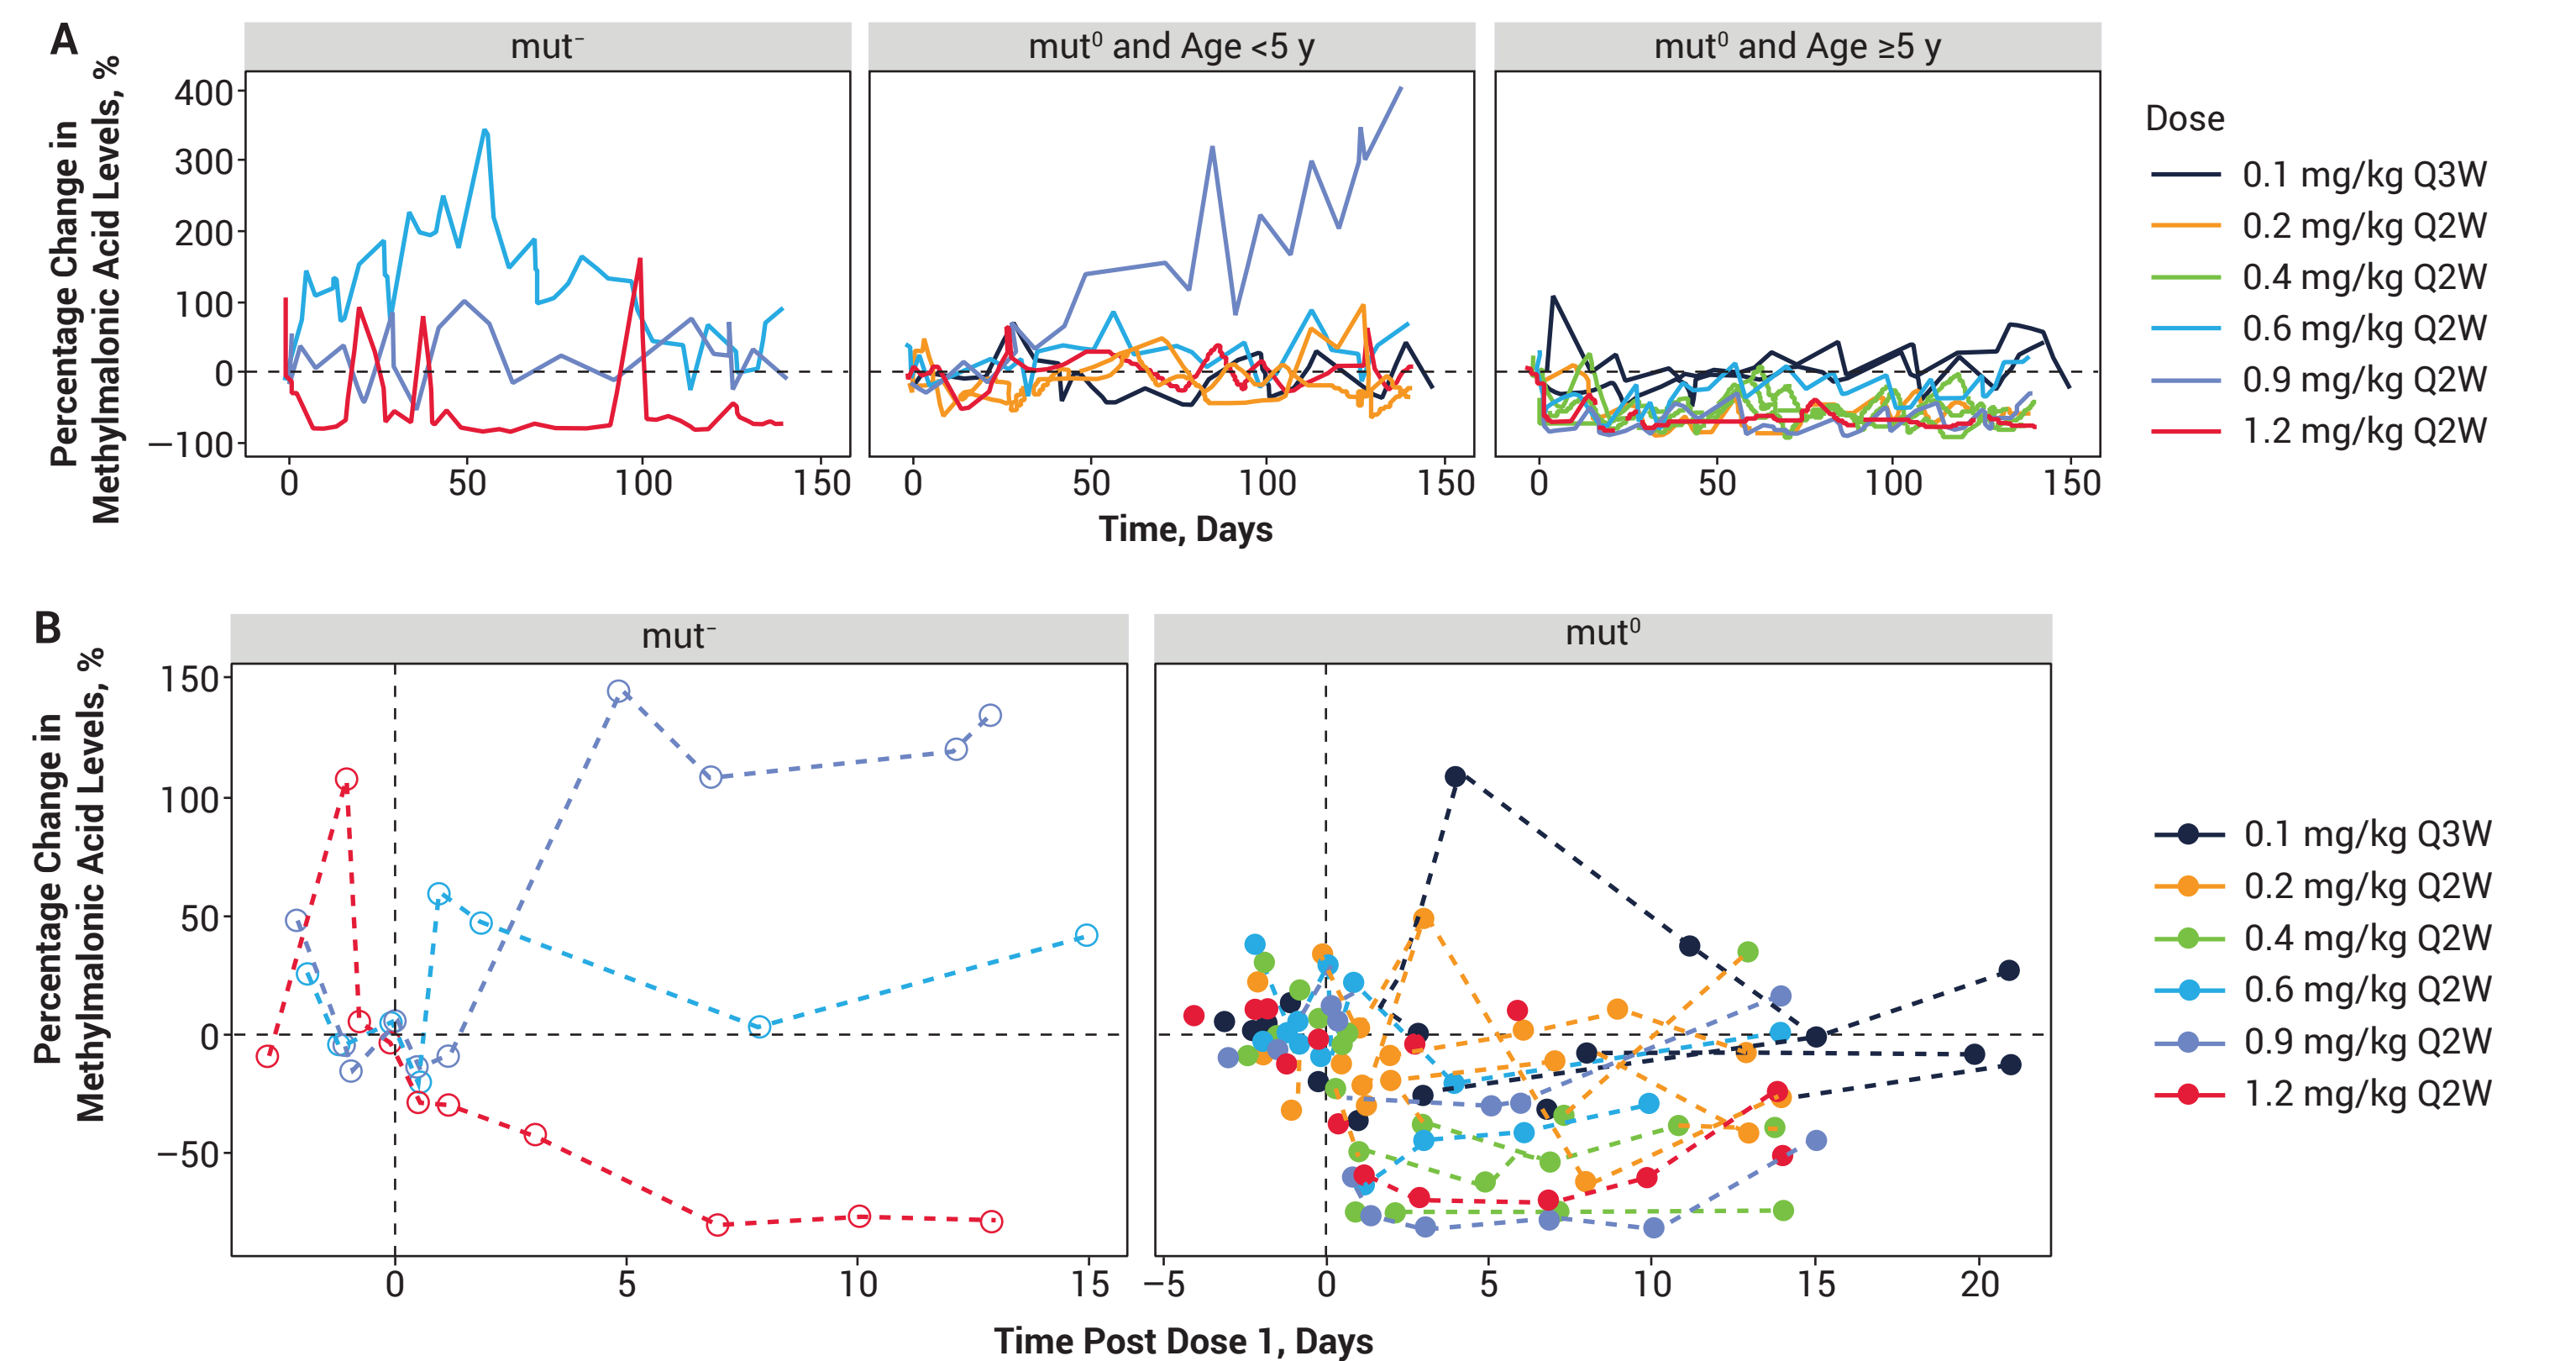 A
mut⁻
mut⁰ and Age <5 y
mut⁰ and Age ≥5 y
Percentage Change in
Methylmalonic Acid Levels, %
400
300
200
100
0
−100
0 50 100 150
0 50 100 150
0 50 100 150
Time, Days
Dose
0.1 mg/kg Q3W
0.2 mg/kg Q2W
0.4 mg/kg Q2W
0.6 mg/kg Q2W
0.9 mg/kg Q2W
1.2 mg/kg Q2W
B
mut⁻
mut⁰
Percentage Change in
Methylmalonic Acid Levels, %
150
100
50
0
−50
0 5 10 15
−5 0 5 10 15 20
Time Post Dose 1, Days
0.1 mg/kg Q3W
0.2 mg/kg Q2W
0.4 mg/kg Q2W
0.6 mg/kg Q2W
0.9 mg/kg Q2W
1.2 mg/kg Q2W